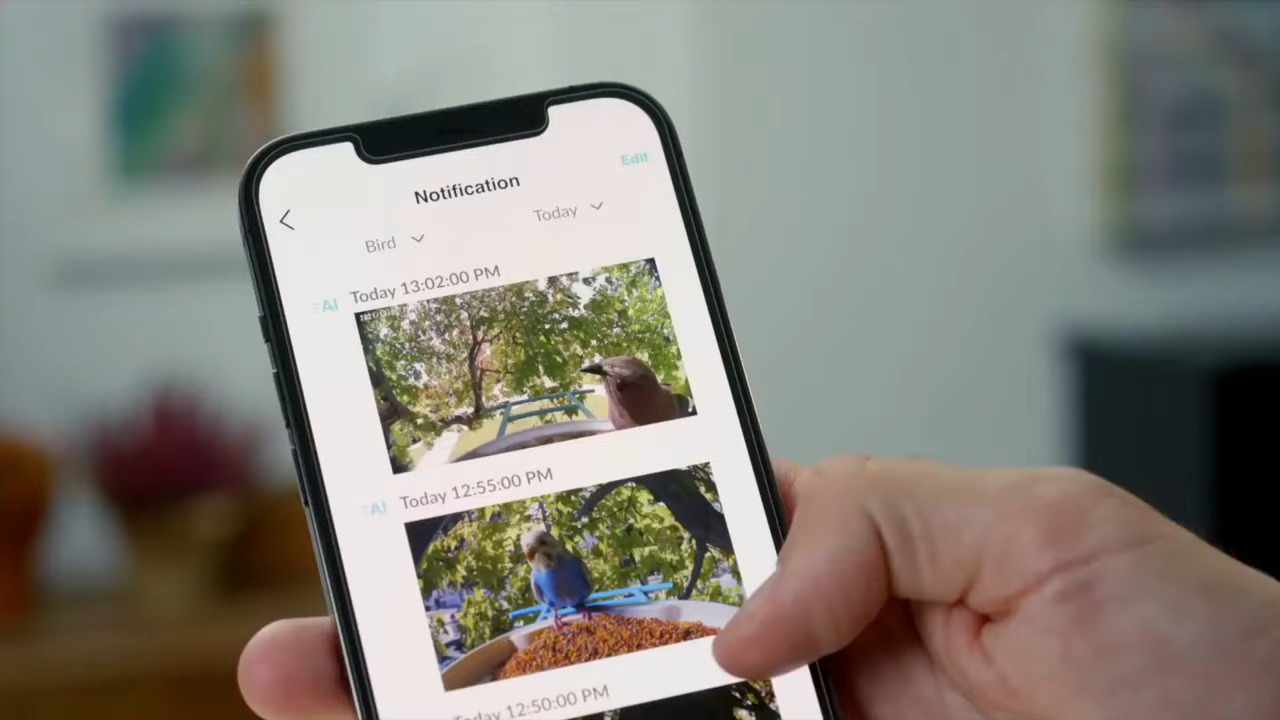 Edit
Notification
Today
Bird
AI Today 13:02:00 PM
AI Today 12:55:00 PM
Today 12:50:00 PM